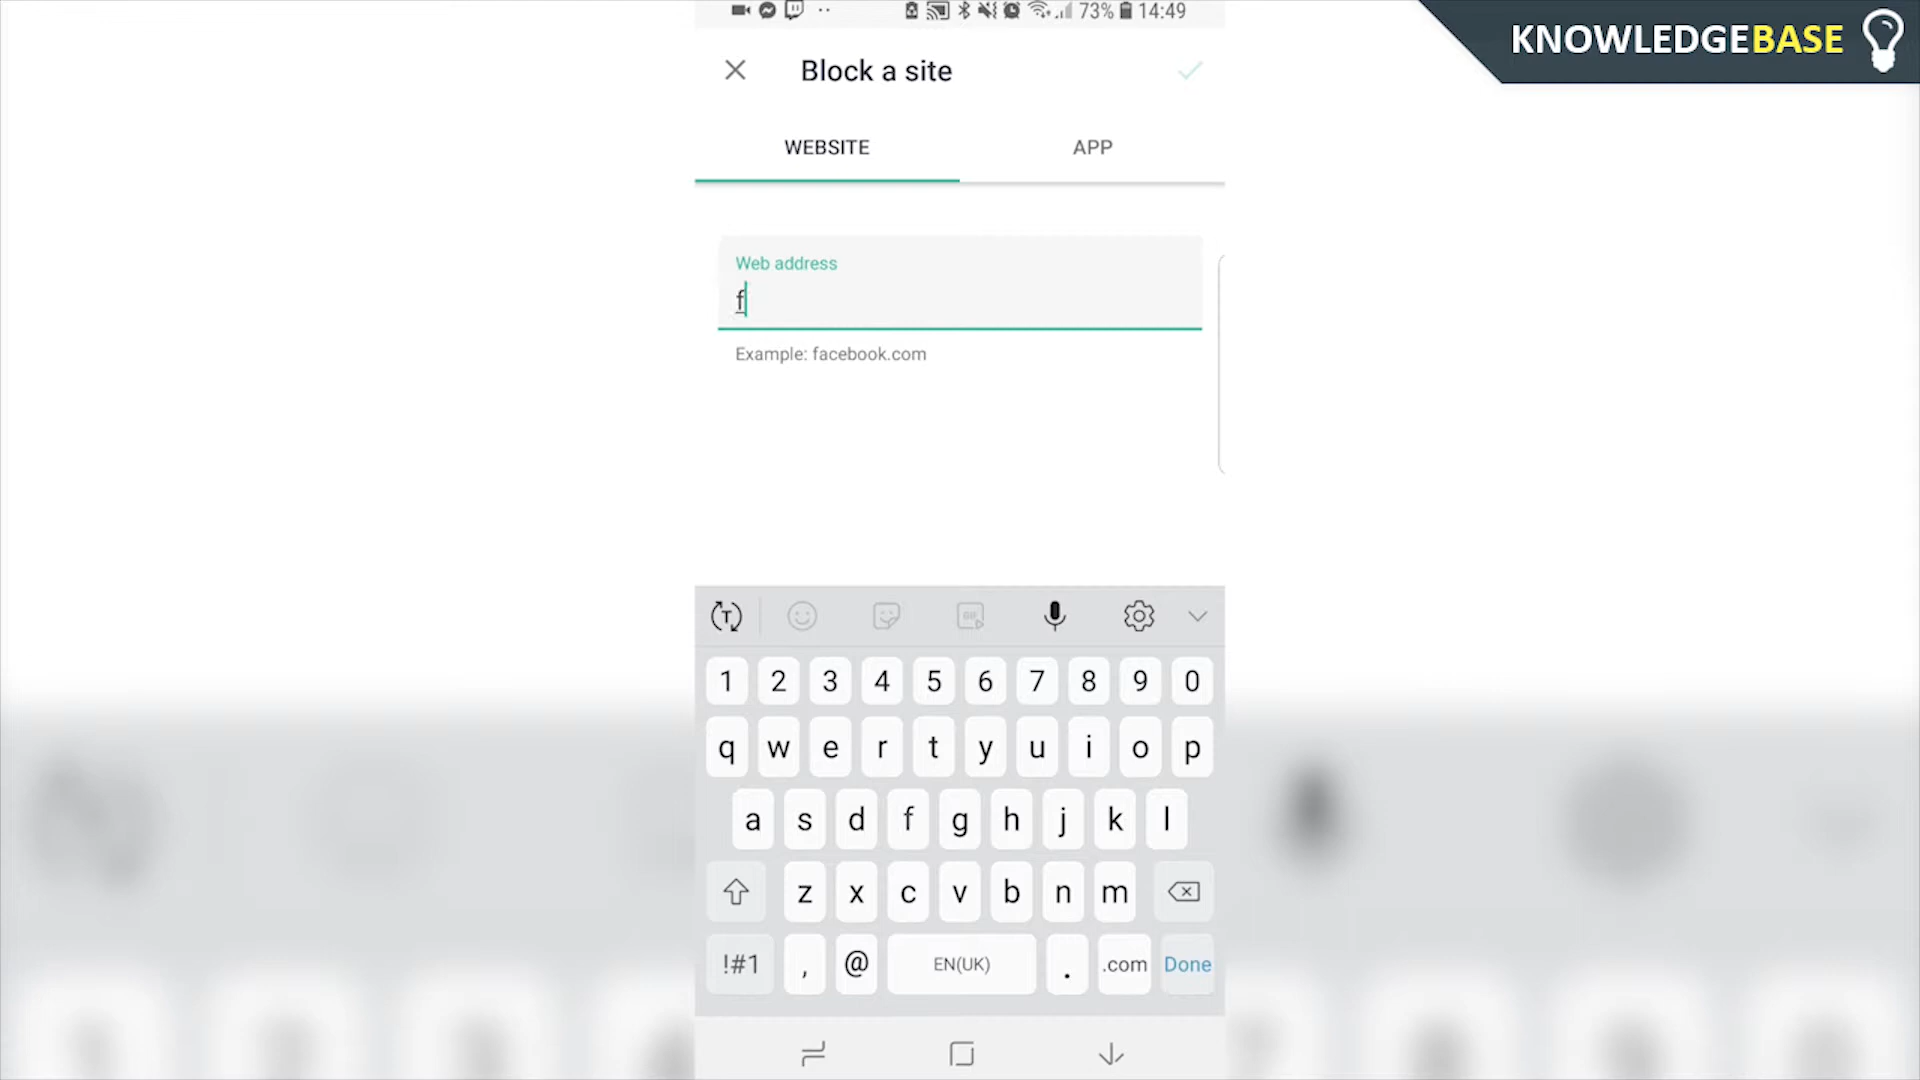 73% 14:49
KNOWLEDGEBASE
Block a site
WEBSITE APP
Web address
f
Example: facebook.com
T GIF
1 2 3 4 5 6 7 8 9 0
q w e r t y u i o p
a s d f g h j k l
z x c v b n m
!#1 , @ EN(UK) . .com Done